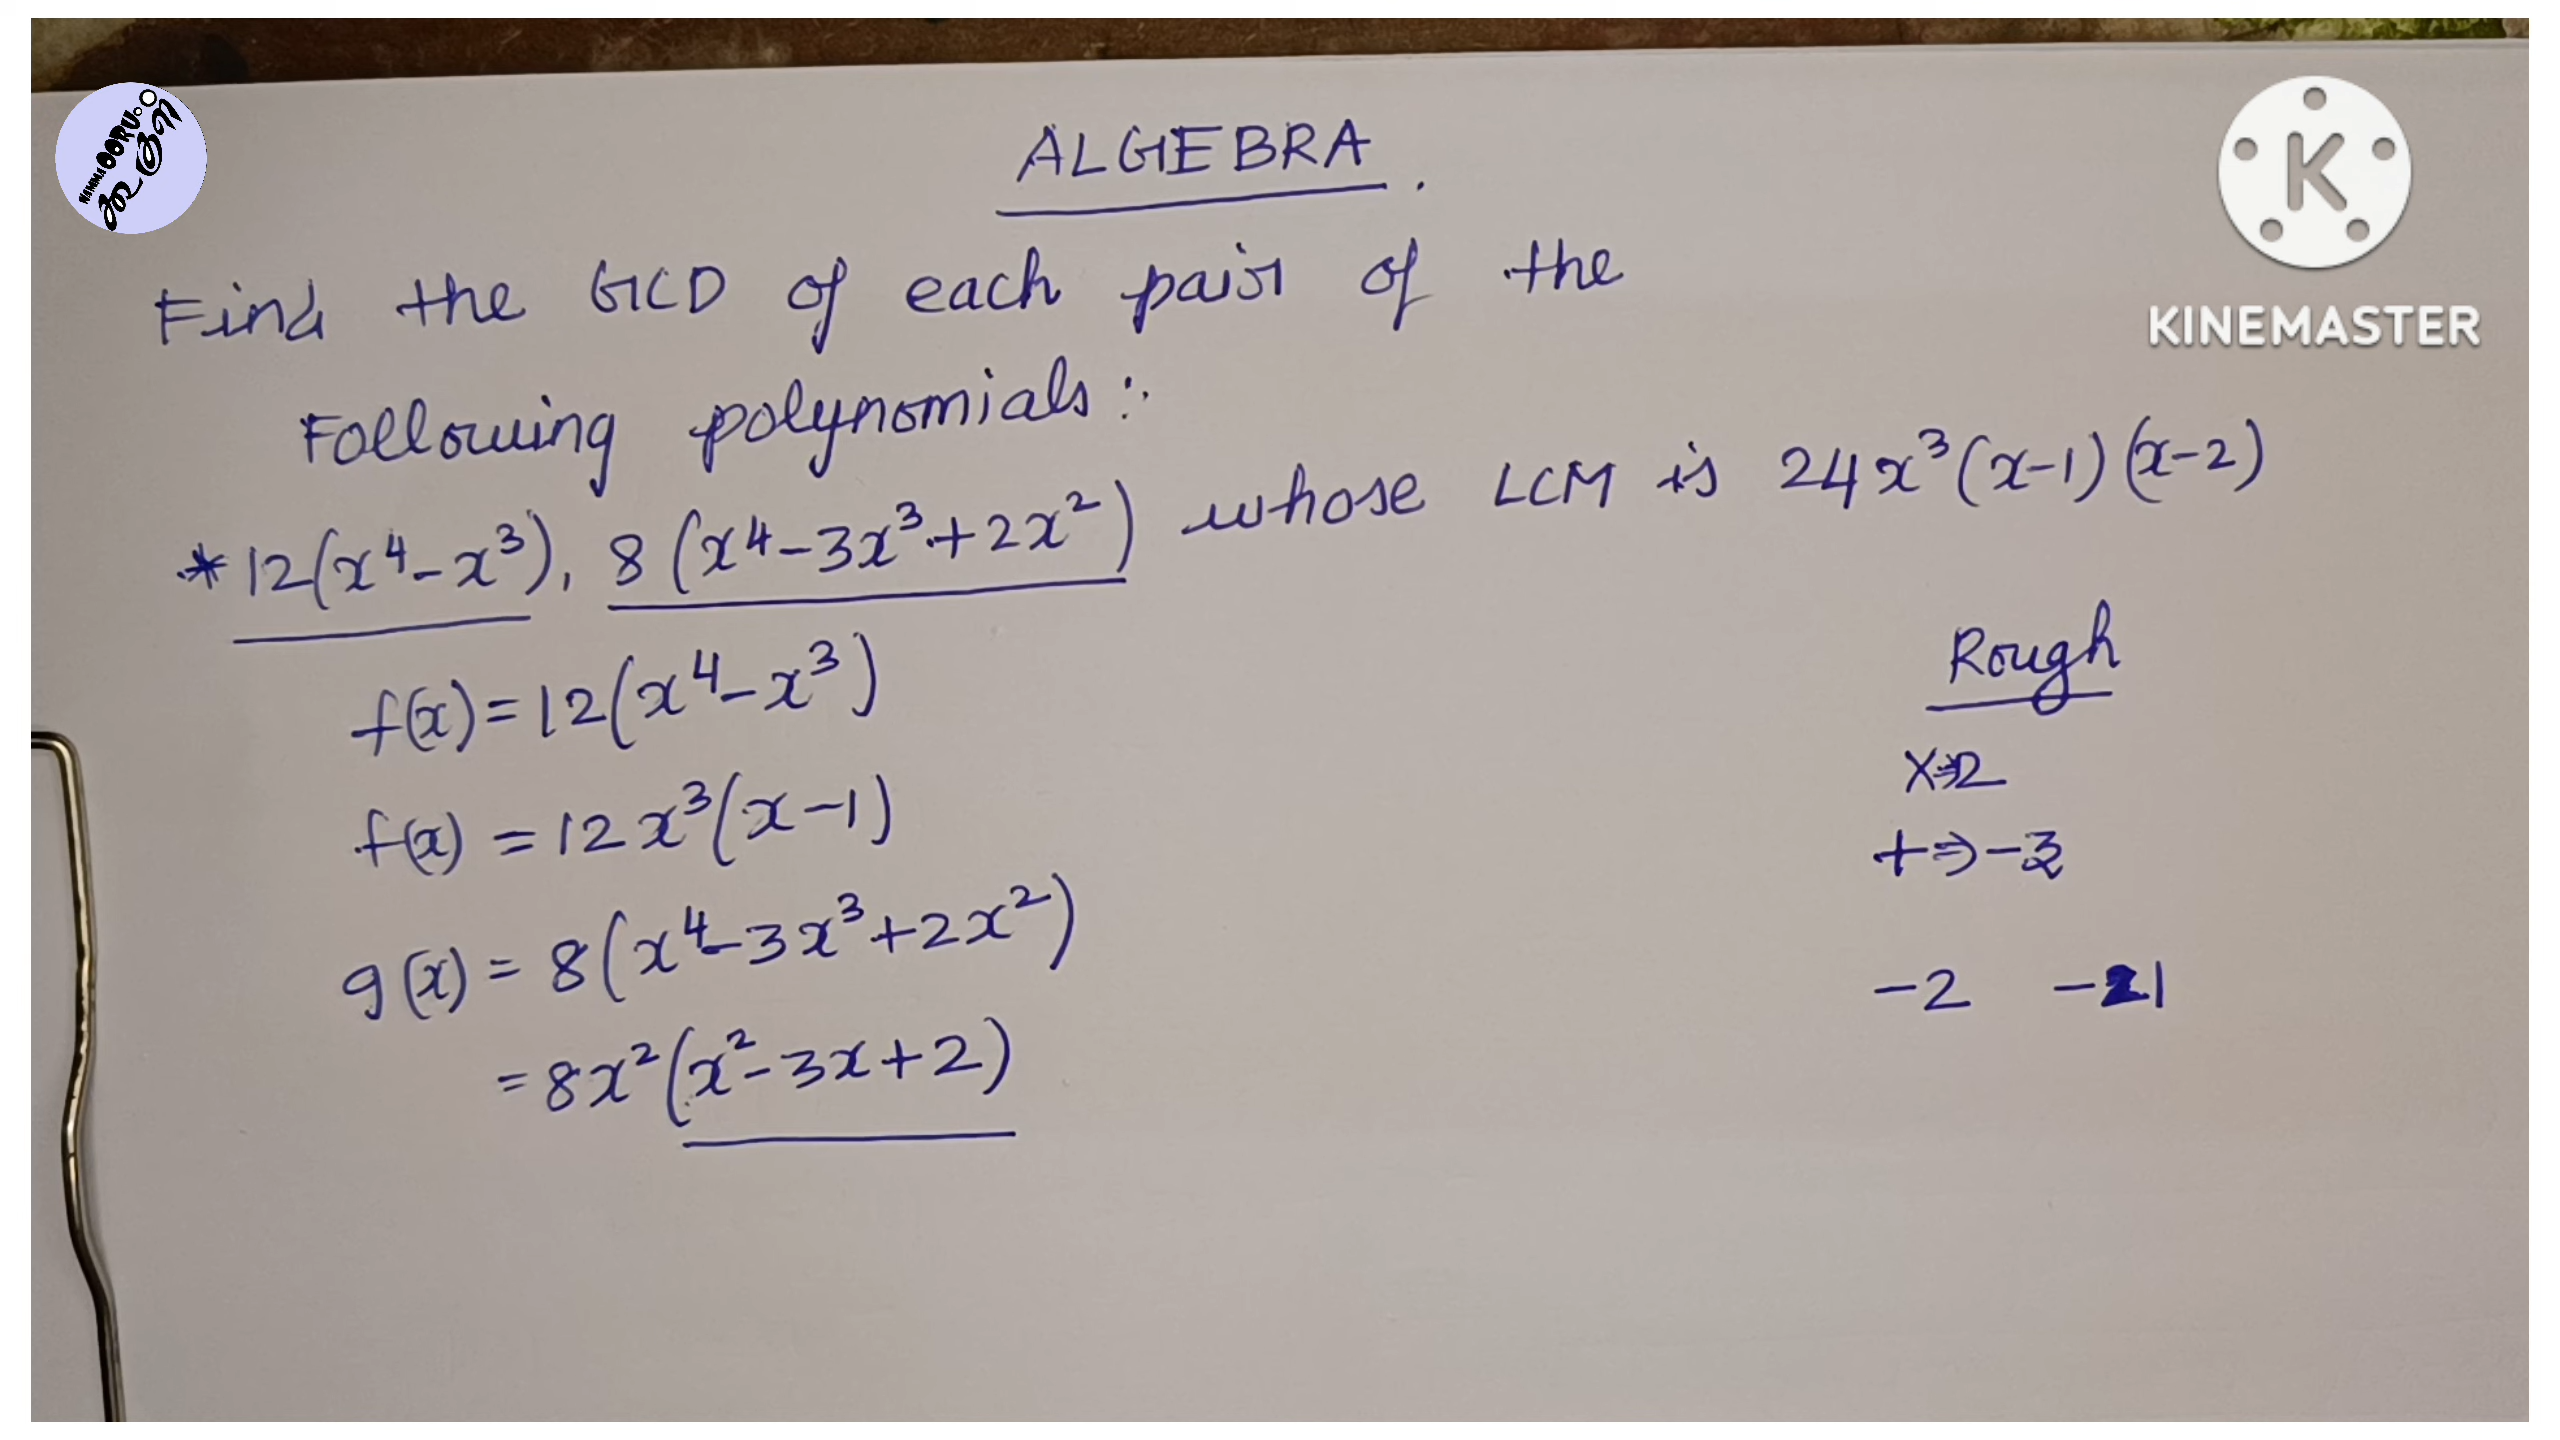 ALGEBRA.
Find the GCD of each pair of the
Following polynomials:
* 12(x⁴-x³), 8(x⁴-3x³+2x²) whose LCM is 24x³(x-1)(x-2)
f(x) = 12(x⁴-x³)
f(x) = 12x³(x-1)
g(x) = 8(x⁴-3x³+2x²)
= 8x²(x²-3x+2)
Rough
x⇒2
+⇒-3
-2 -1
K
KINEMASTER